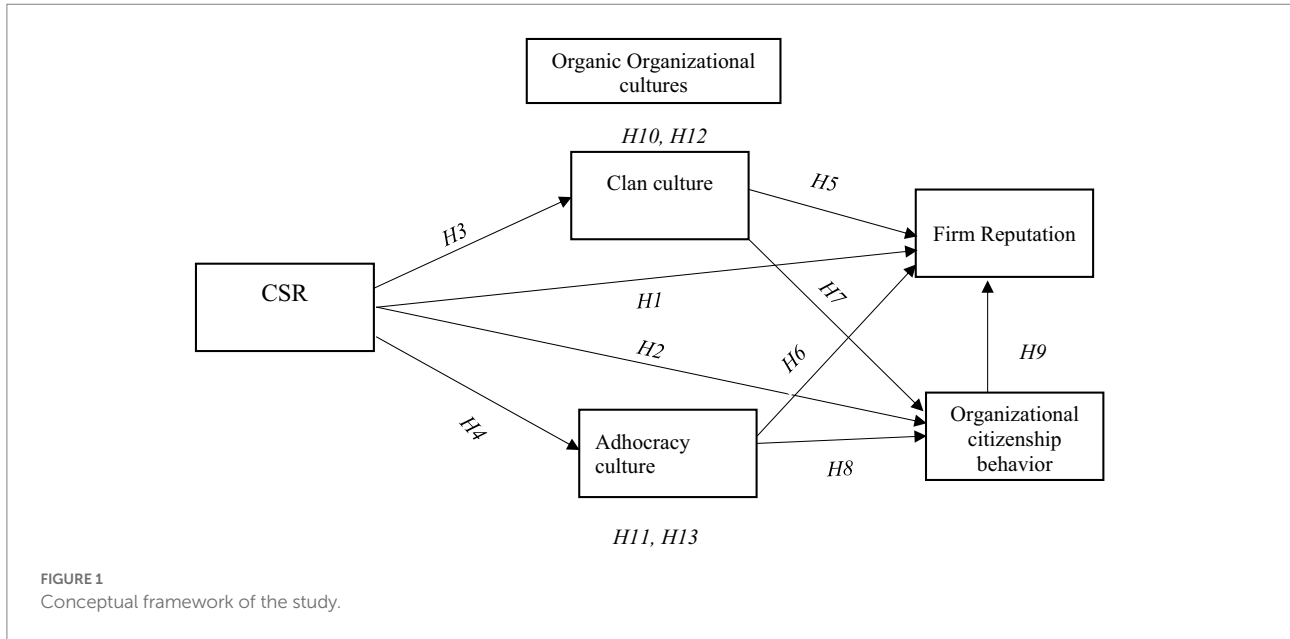 Organic Organizational
cultures
H10, H12
Clan culture
H5
Firm Reputation
H3
CSR
H1
H7
H2
H6
H9
H4
Adhocracy
culture
H8
Organizational
citizenship
behavior
H11, H13
FIGURE 1
Conceptual framework of the study.